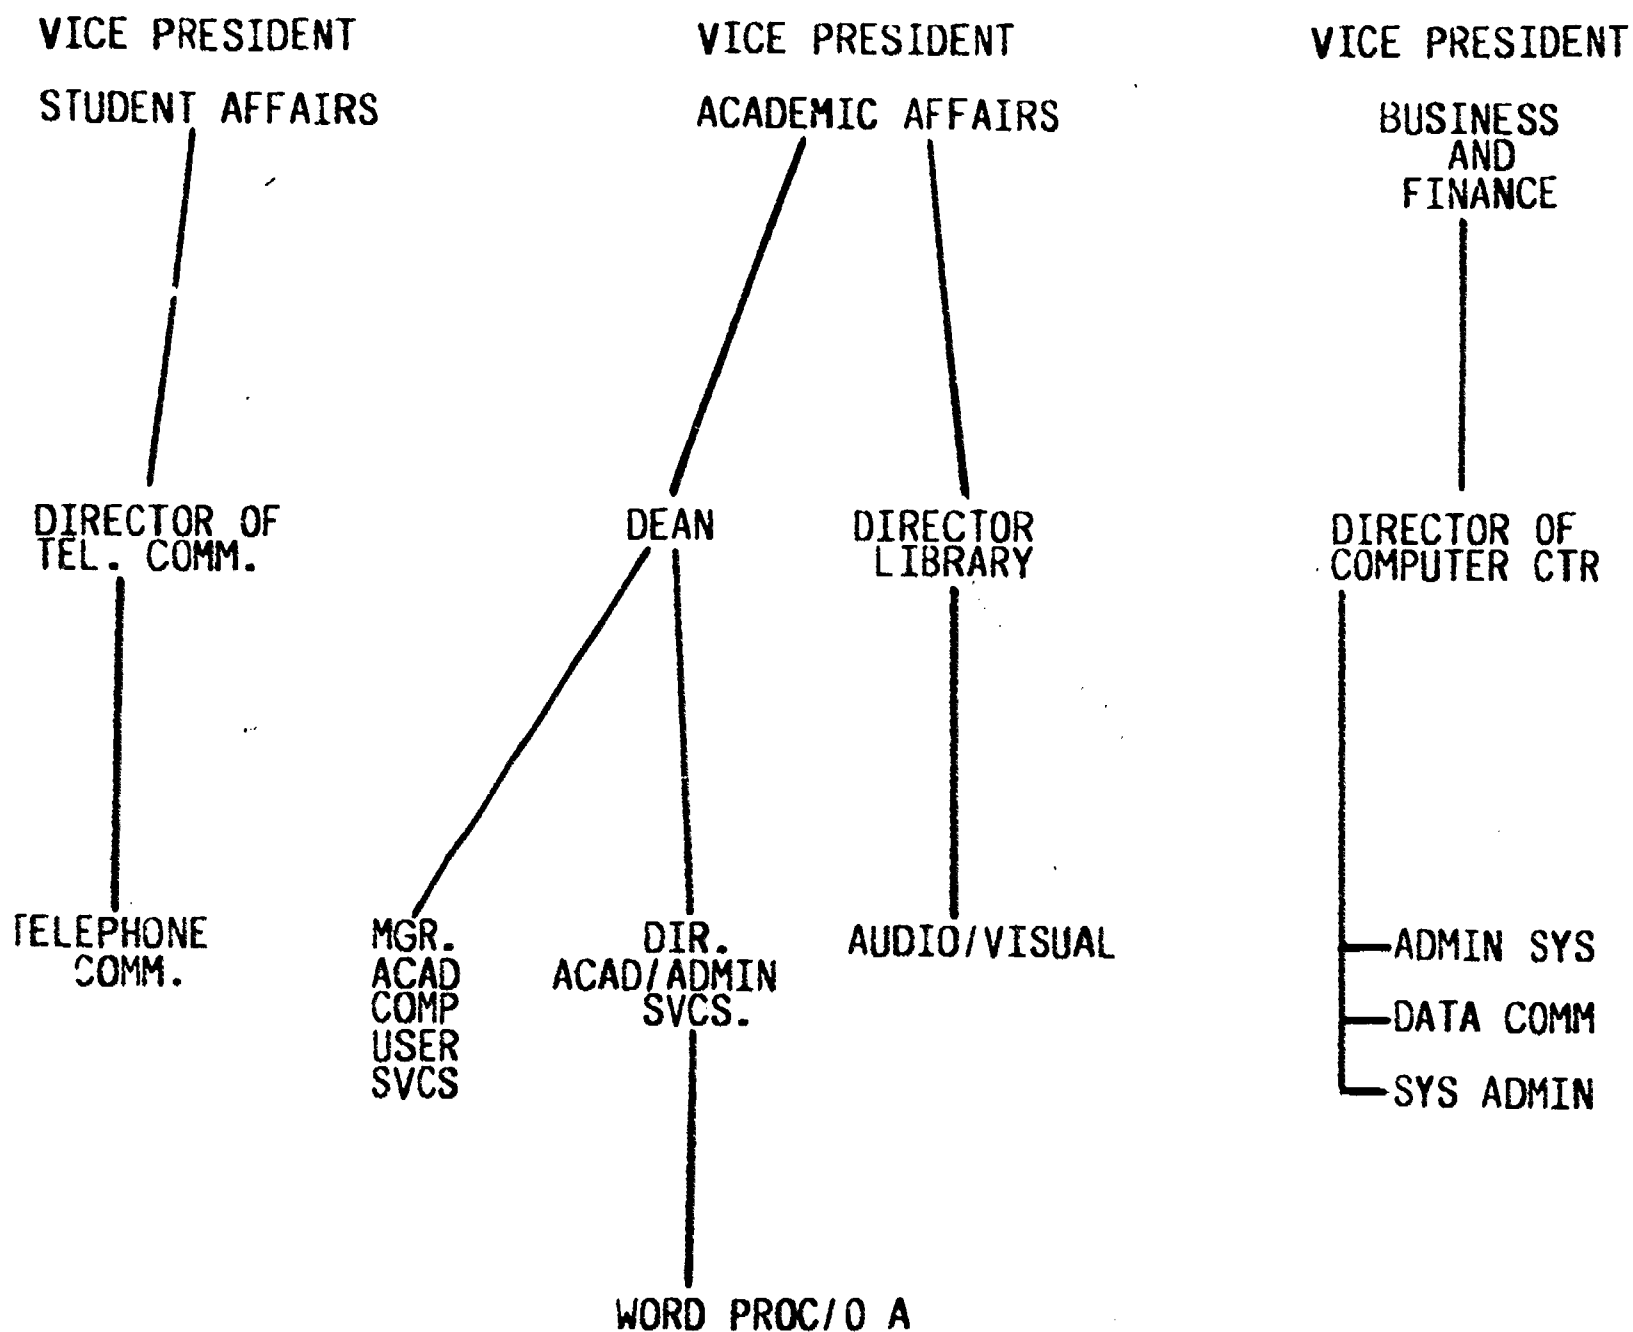 VICE PRESIDENT
STUDENT AFFAIRS
VICE PRESIDENT
ACADEMIC AFFAIRS
VICE PRESIDENT
BUSINESS
AND
FINANCE
DIRECTOR OF
TEL. COMM.
DEAN
DIRECTOR
LIBRARY
DIRECTOR OF
COMPUTER CTR
TELEPHONE
COMM.
MGR.
ACAD
COMP
USER
SVCS
DIR.
ACAD/ADMIN
SVCS.
AUDIO/VISUAL
ADMIN SYS
DATA COMM
SYS ADMIN
WORD PROC/O A